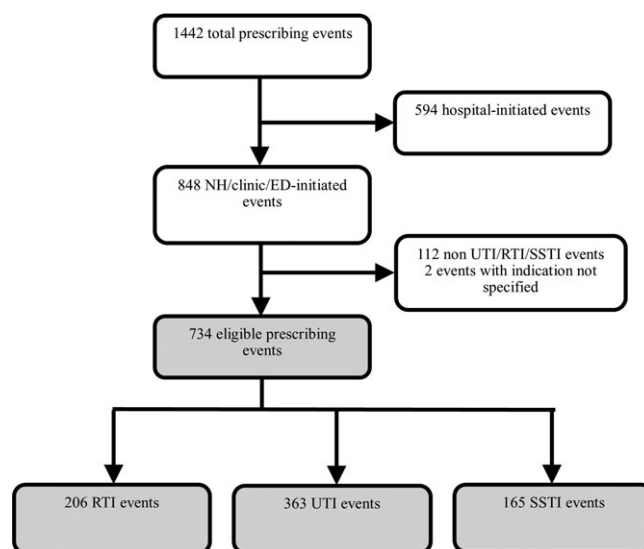 1442 total prescribing events
594 hospital-initiated events
848 NH/clinic/ED-initiated
events
112 non UTI/RTI/SSTI events
2 events with indication not
specified
734 eligible prescribing
events
206 RTI events
363 UTI events
165 SSTI events